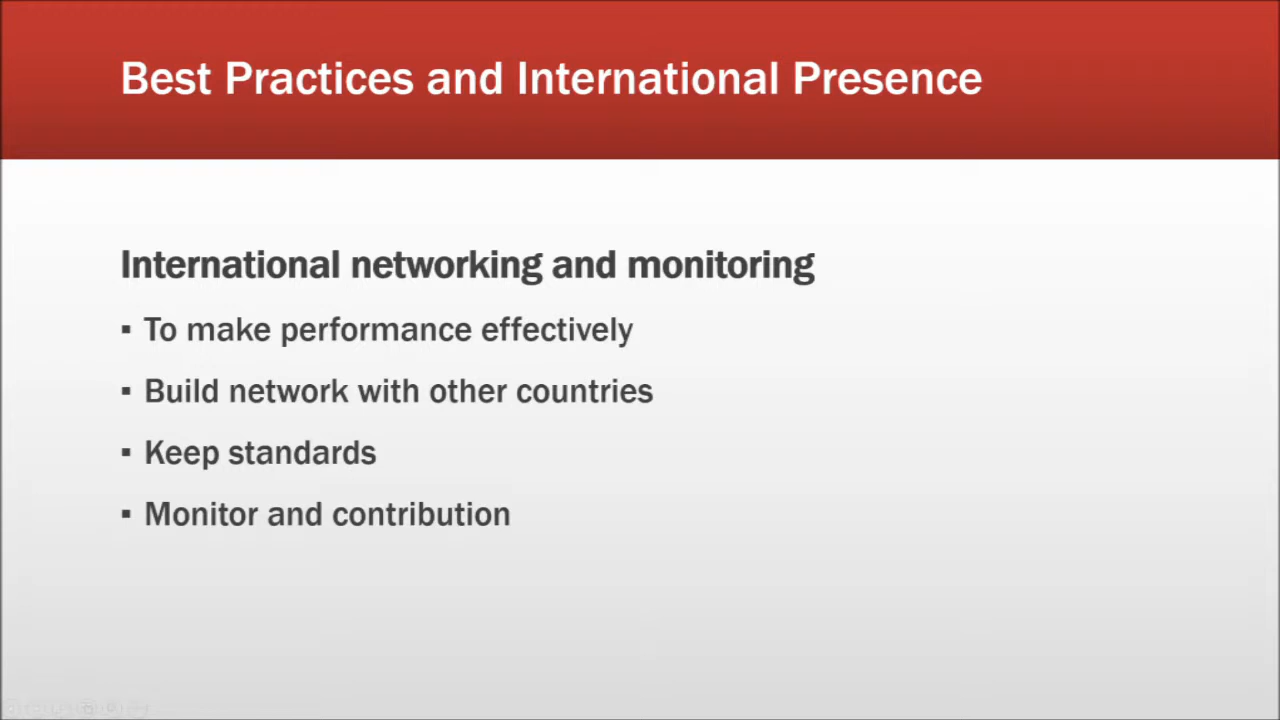 Best Practices and International Presence
International networking and monitoring
▪ To make performance effectively
▪ Build network with other countries
▪ Keep standards
▪ Monitor and contribution